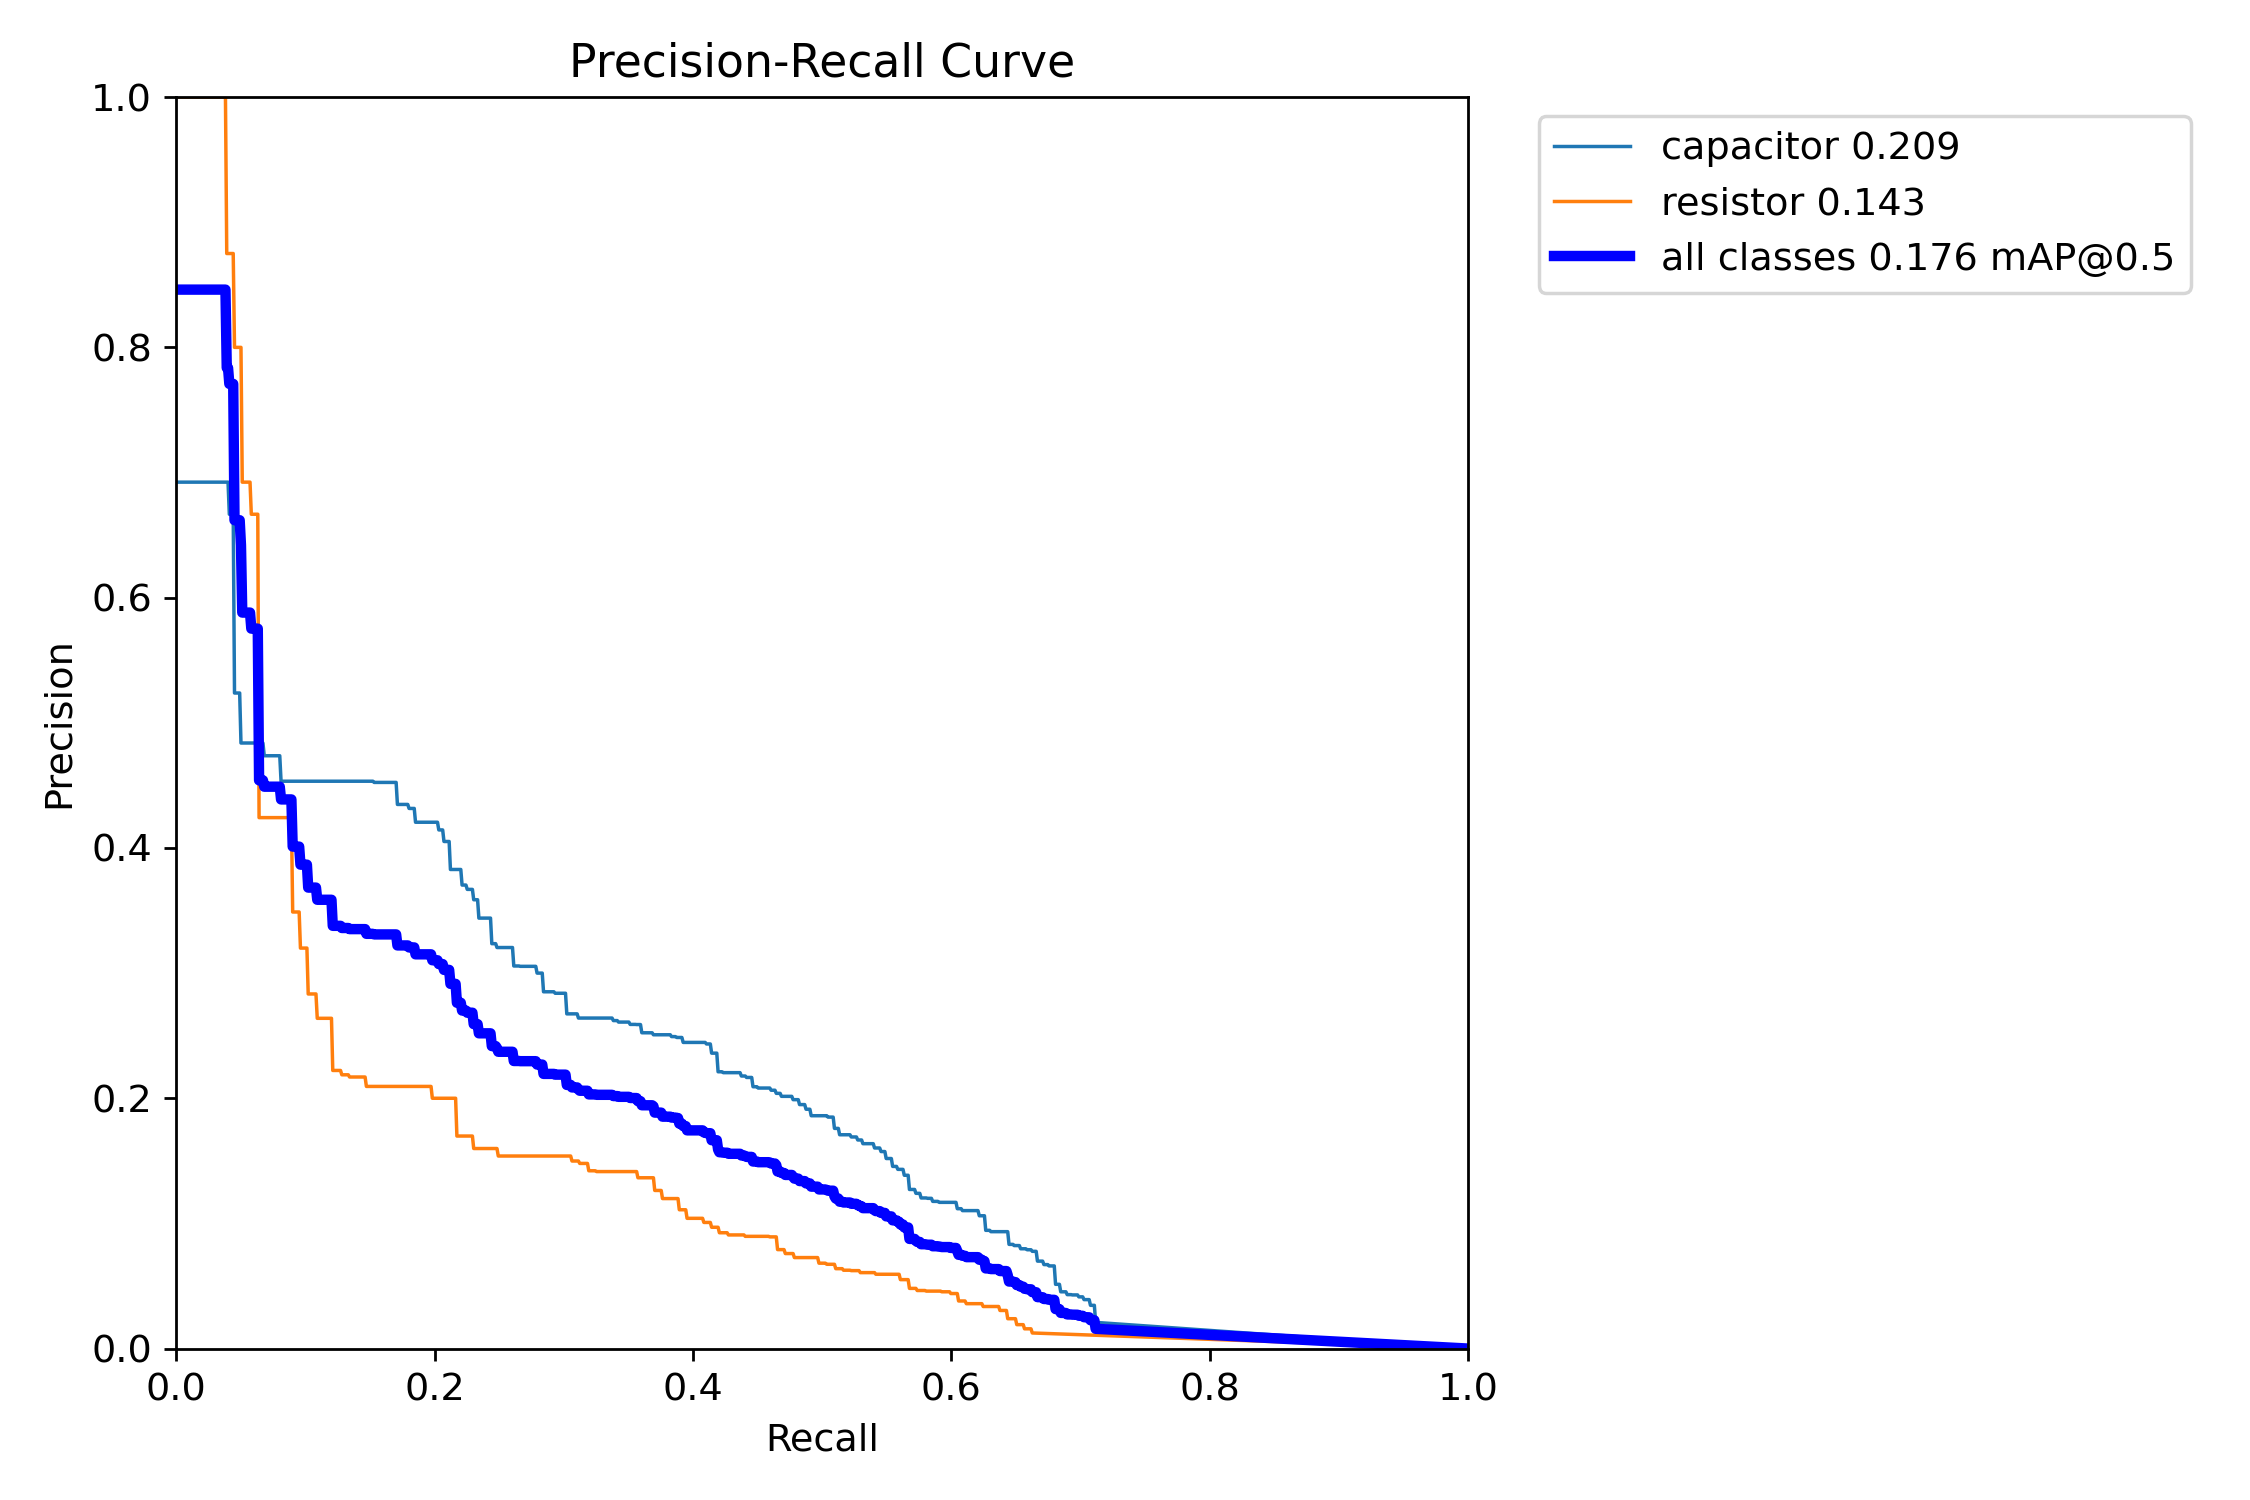 Precision-Recall Curve
capacitor 0.209
resistor 0.143
all classes 0.176 mAP@0.5
1.0
0.8
0.6
0.4
0.2
0.0
Precision
0.0 0.2 0.4 0.6 0.8 1.0
Recall